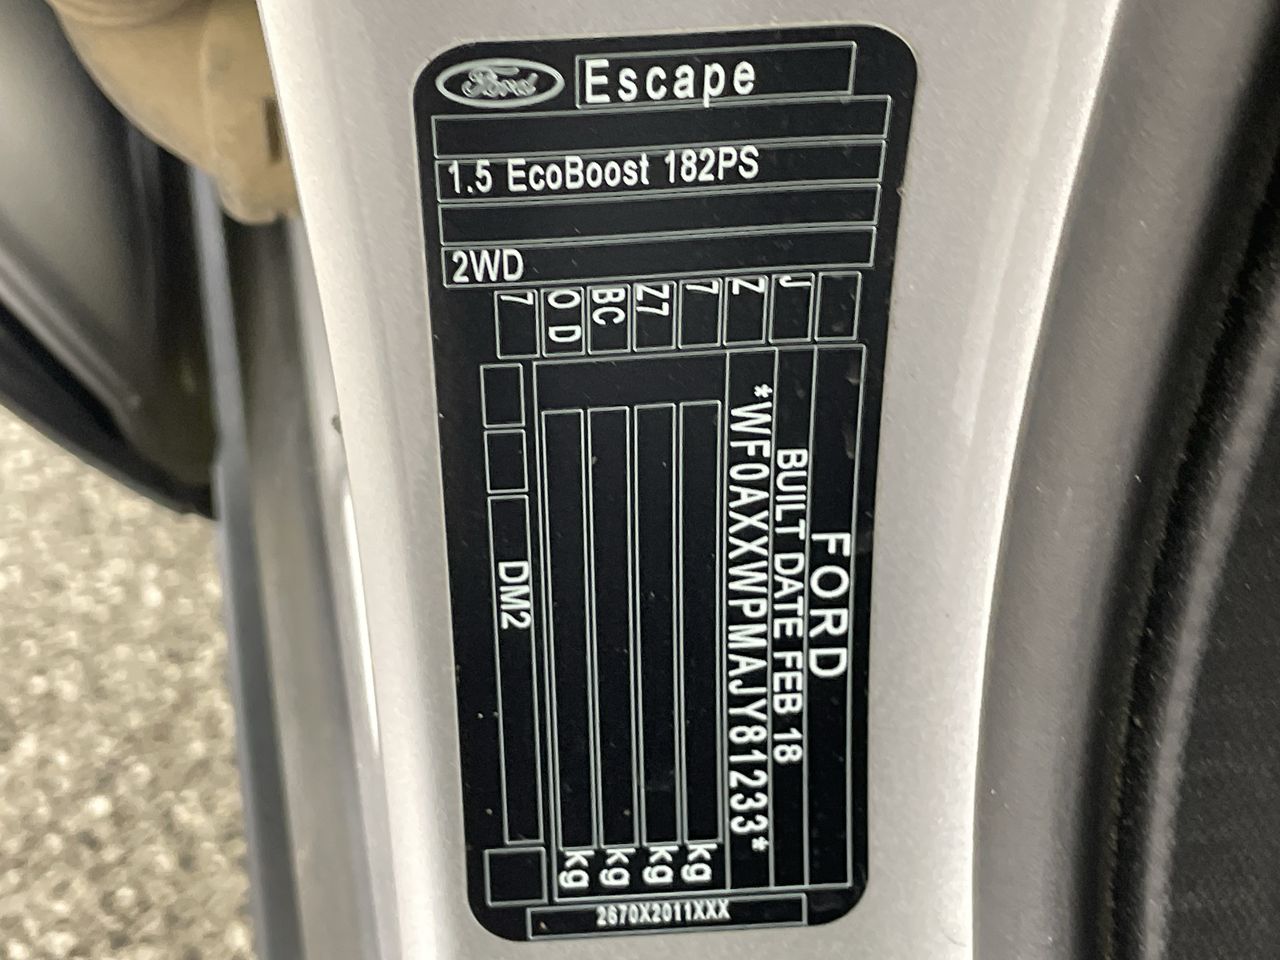 Ford
Escape
1.5 EcoBoost 182PS
2WD
7
O D
BC
Z7
7
Z
J
FORD
BUILT DATE FEB 18
*WF0AXXWPMAJY81233*
kg
kg
kg
kg
DM2
2670X2011XXX